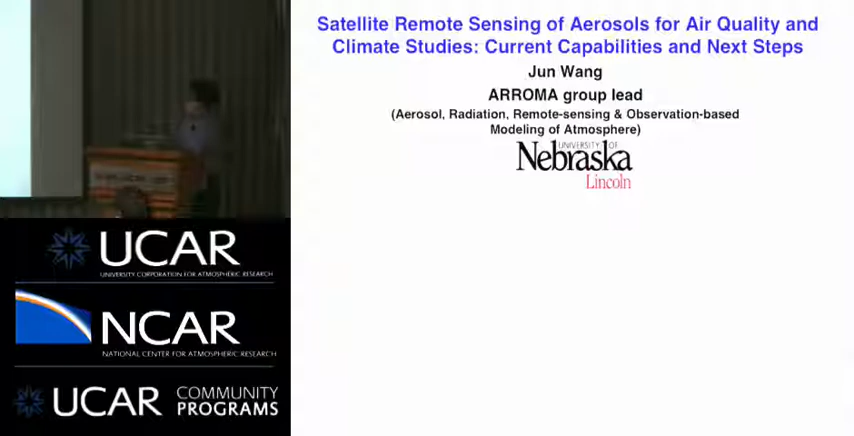 Satellite Remote Sensing of Aerosols for Air Quality and
Climate Studies: Current Capabilities and Next Steps
Jun Wang
ARROMA group lead
(Aerosol, Radiation, Remote-sensing & Observation-based
Modeling of Atmosphere)
UNIVERSITY OF
Nebraska
Lincoln
UCAR
UNIVERSITY CORPORATION FOR ATMOSPHERIC RESEARCH
NCAR
NATIONAL CENTER FOR ATMOSPHERIC RESEARCH
UCAR COMMUNITY
PROGRAMS